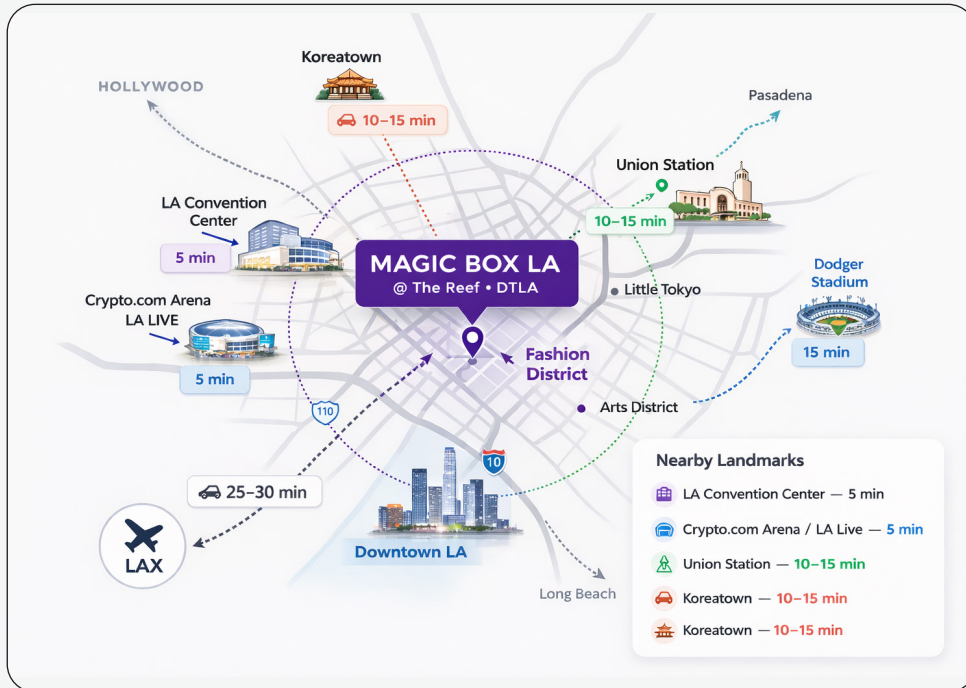 Koreatown
10–15 min
HOLLYWOOD
Pasadena
Union Station
10–15 min
LA Convention
Center
5 min
MAGIC BOX LA
@ The Reef • DTLA
Little Tokyo
Dodger
Stadium
15 min
Crypto.com Arena
LA LIVE
5 min
Fashion
District
Arts District
110
10
25–30 min
LAX
Downtown LA
Long Beach
Nearby Landmarks
LA Convention Center — 5 min
Crypto.com Arena / LA Live — 5 min
Union Station — 10–15 min
Koreatown — 10–15 min
Koreatown — 10–15 min